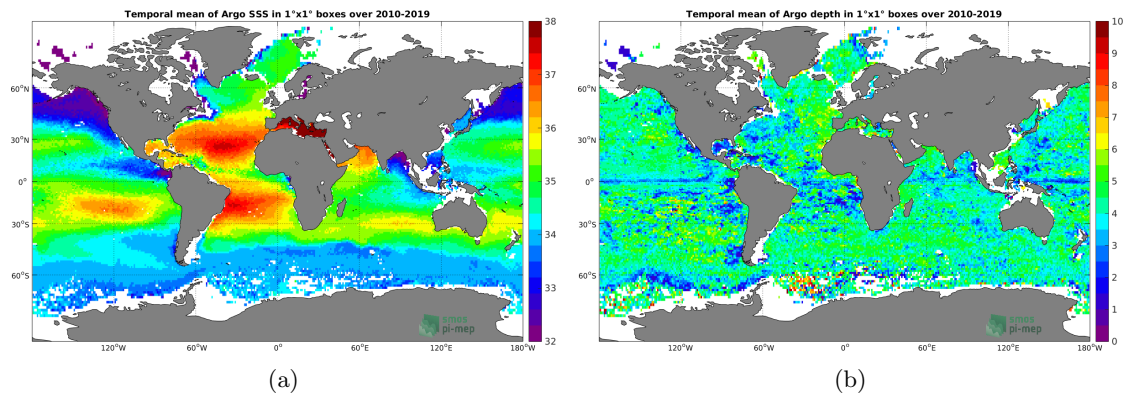 Temporal mean of Argo SSS in 1°x1° boxes over 2010-2019
38
37
36
35
34
33
32
60°N
30°N
0°
30°S
60°S
120°W
60°W
0°
60°E
120°E
180°W
smos
pi-mep
(a)
Temporal mean of Argo depth in 1°x1° boxes over 2010-2019
10
9
8
7
6
5
4
3
2
1
0
60°N
30°N
0°
30°S
60°S
120°W
60°W
0°
60°E
120°E
180°W
smos
pi-mep
(b)